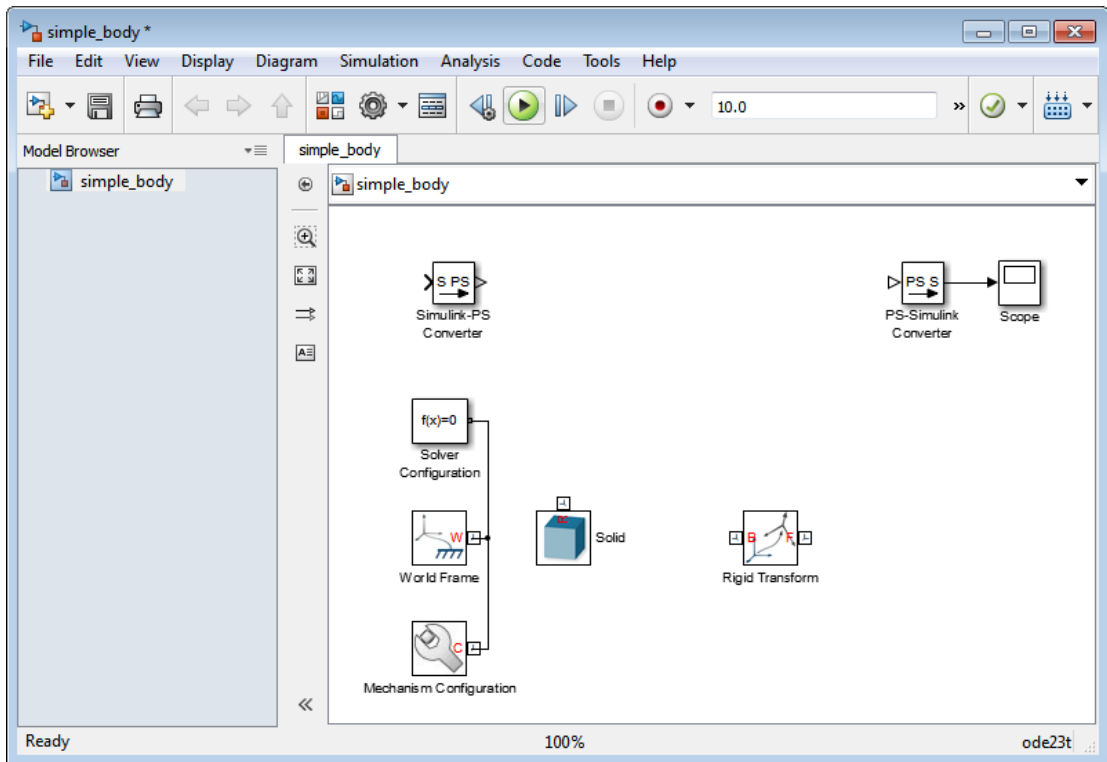 simple_body *
File Edit View Display Diagram Simulation Analysis Code Tools Help
10.0 »
Model Browser
simple_body
simple_body
simple_body
S PS
Simulink-PS
Converter
PS S
PS-Simulink
Converter
Scope
f(x)=0
Solver
Configuration
W
World Frame
R
Solid
B F
Rigid Transform
C
Mechanism Configuration
Ready 100% ode23t